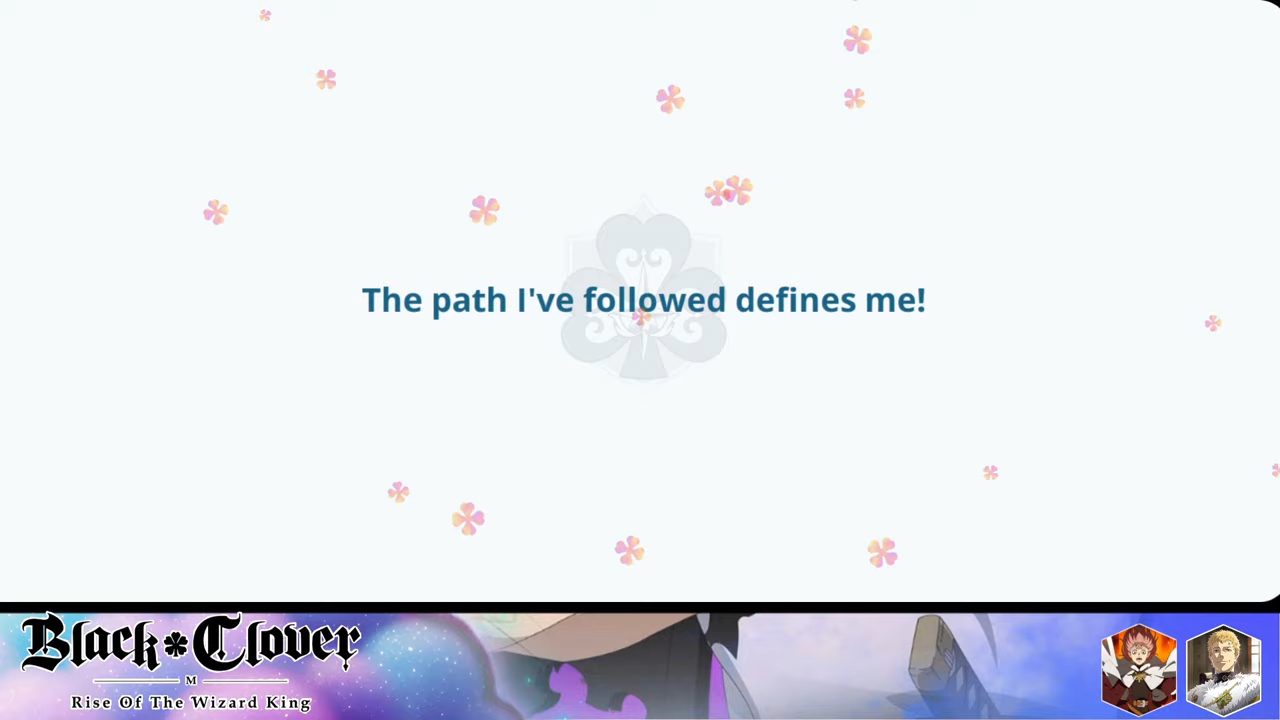 The path I've followed defines me!
Black Clover
M
Rise Of The Wizard King